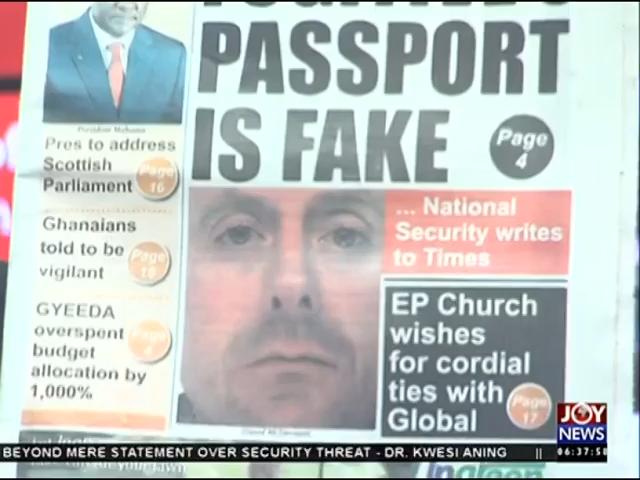 PASSPORT
IS FAKE
Page
4
President Mahama
Pres to address
Scottish
Parliament
Page
16
Ghanaians
told to be
vigilant
Page
GYEEDA
overspent
budget
allocation by
1,000%
... National
Security writes
to Times
EP Church
wishes
for cordial
ties with
Global
Page
17
JOY
NEWS
BEYOND MERE STATEMENT OVER SECURITY THREAT - DR. KWESI ANING
06:37:58